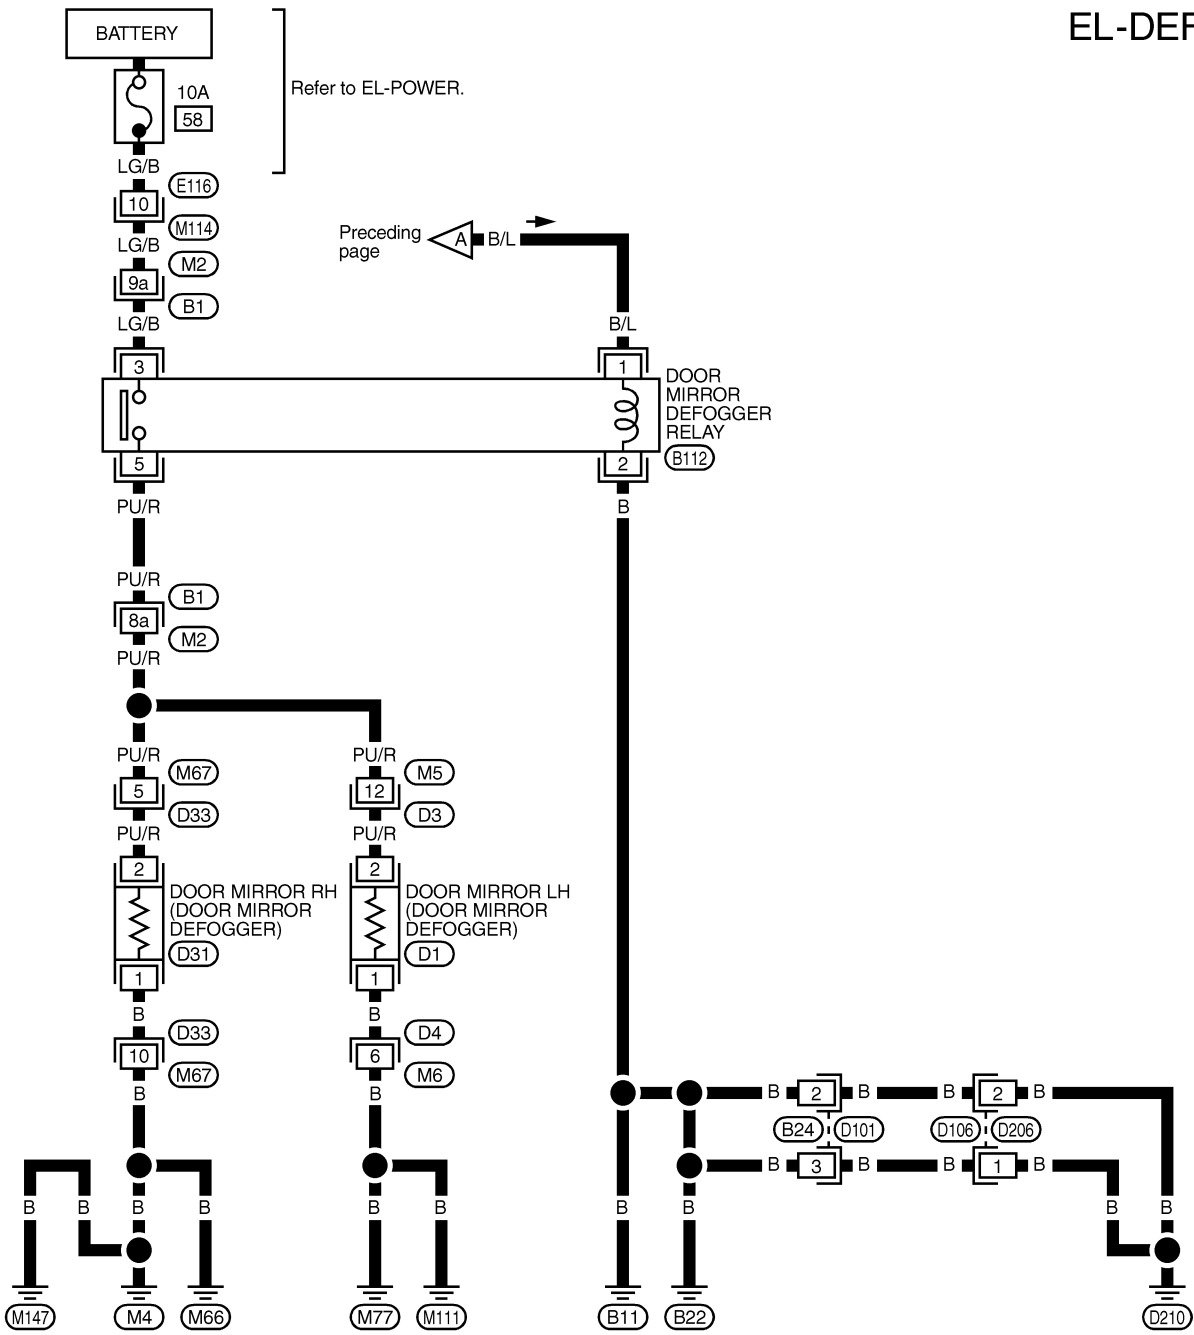 EL-DEF
BATTERY
10A
58
Refer to EL-POWER.
LG/B
E116
10
M114
LG/B
M2
9a
B1
LG/B
Preceding
page
A
B/L
B/L
3
1
DOOR
MIRROR
DEFOGGER
RELAY
B112
5
2
PU/R
B
PU/R
B1
8a
M2
PU/R
PU/R
PU/R
M67
M5
5
12
D33
D3
PU/R
PU/R
2
2
DOOR MIRROR RH
(DOOR MIRROR
DEFOGGER)
D31
DOOR MIRROR LH
(DOOR MIRROR
DEFOGGER)
D1
1
1
B
B
D33
D4
10
6
M67
M6
B
B
B
2
B
B
2
B
B24
D101
D106
D206
B
3
B
B
1
B
B
B
B
B
B
B
B
B
B
B
M147
M4
M66
M77
M111
B11
B22
D210